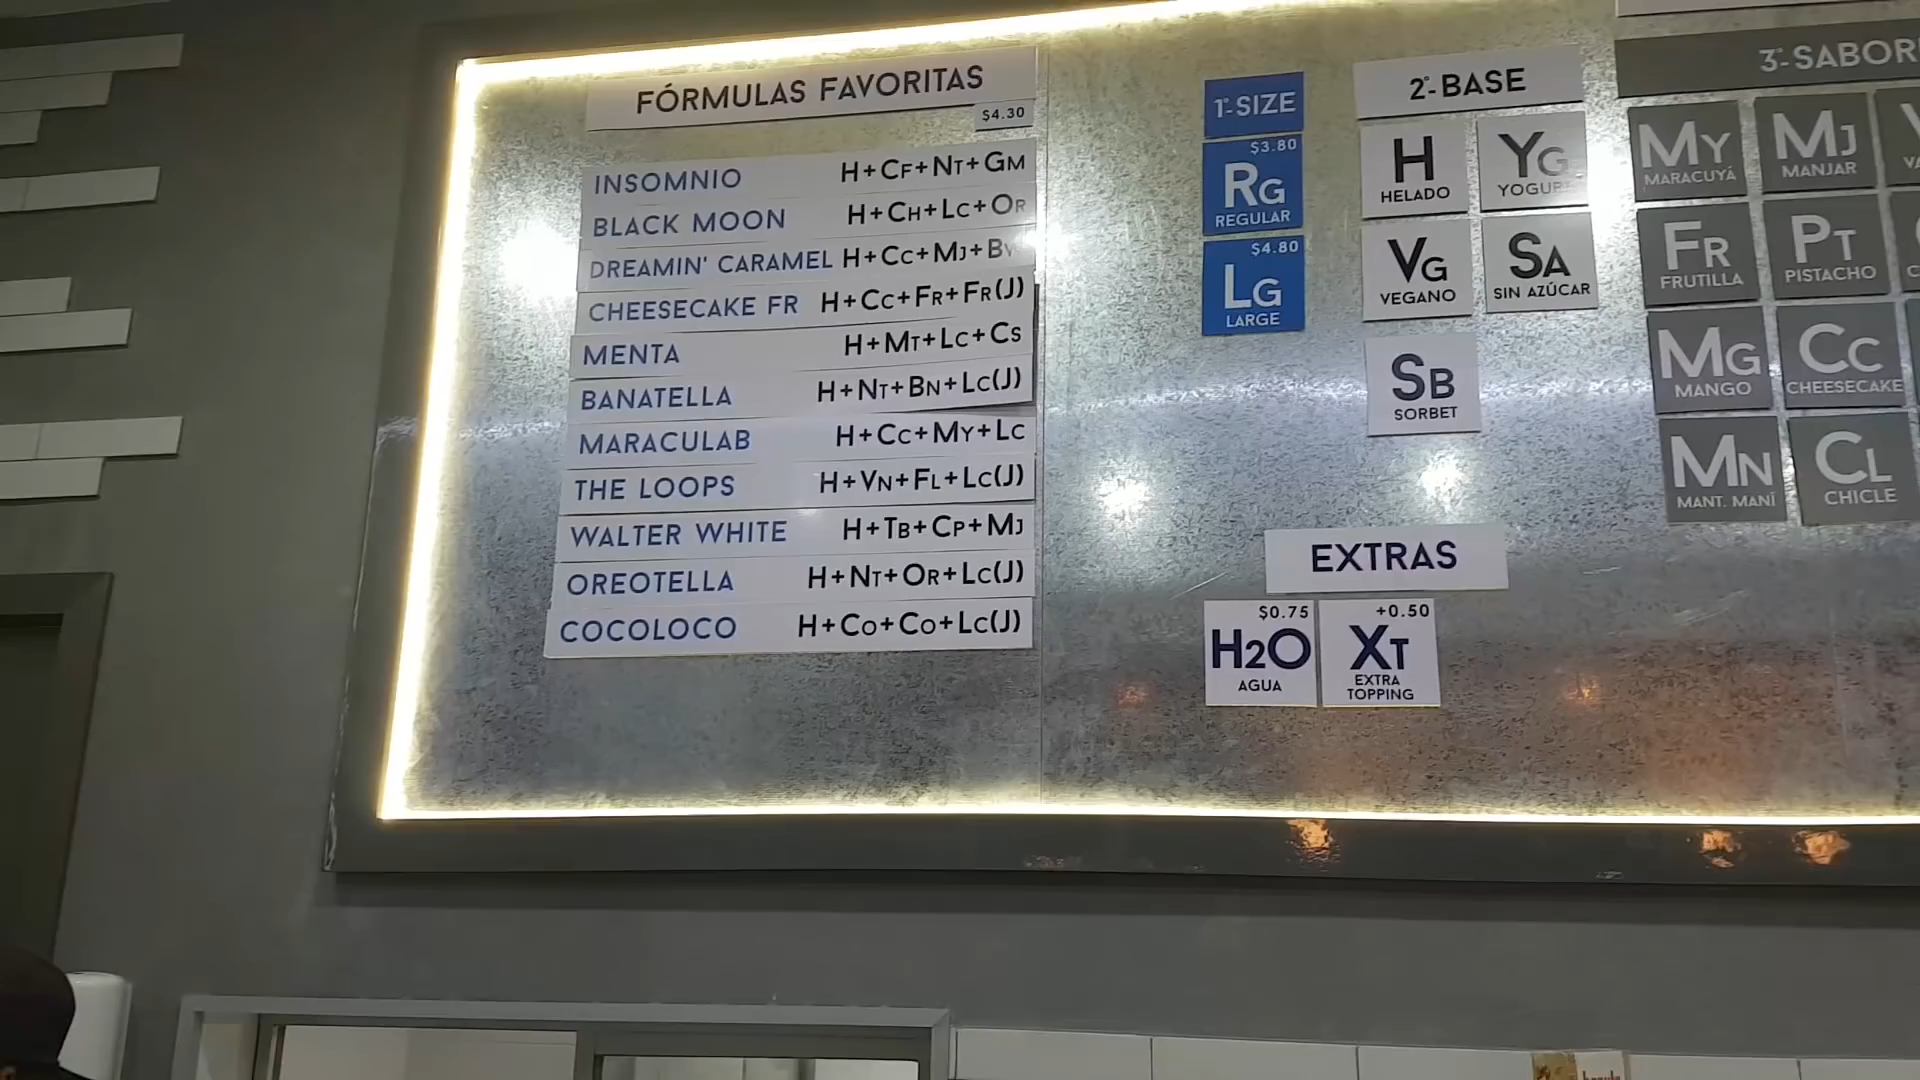 FÓRMULAS FAVORITAS
$4.30
INSOMNIO H+CF+NT+GM
BLACK MOON H+CH+LC+OR
DREAMIN' CARAMEL H+CC+MJ+
CHEESECAKE FR H+CC+FR+FR(J)
MENTA H+MT+LC+CS
BANATELLA H+NT+BN+LC(J)
MARACULAB H+CC+MY+LC
THE LOOPS H+VN+FL+LC(J)
WALTER WHITE H+TB+CP+MJ
OREOTELLA H+NT+OR+LC(J)
COCOLOCO H+CO+CO+LC(J)
1°-SIZE
$3.80
RG
REGULAR
$4.80
LG
LARGE
2°-BASE
H
HELADO
YG
YOGURT
VG
VEGANO
SA
SIN AZÚCAR
SB
SORBET
EXTRAS
$0.75
H2O
AGUA
+0.50
XT
EXTRA
TOPPING
3°-SABOR
MY
MARACUYÁ
MJ
MANJAR
FR
FRUTILLA
PT
PISTACHO
MG
MANGO
CC
CHEESECAKE
MN
MANT. MANÍ
CL
CHICLE